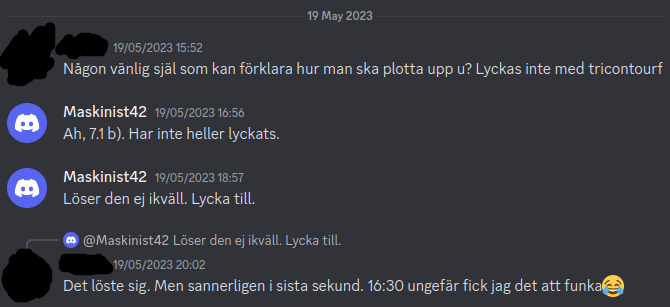 19 May 2023
19/05/2023 15:52
Någon vänlig själ som kan förklara hur man ska plotta upp u? Lyckas inte med tricontourf
Maskinist42 19/05/2023 16:56
Ah, 7.1 b). Har inte heller lyckats.
Maskinist42 19/05/2023 18:57
Löser den ej ikväll. Lycka till.
@Maskinist42 Löser den ej ikväll. Lycka till.
19/05/2023 20:02
Det löste sig. Men sannerligen i sista sekund. 16:30 ungefär fick jag det att funka😂